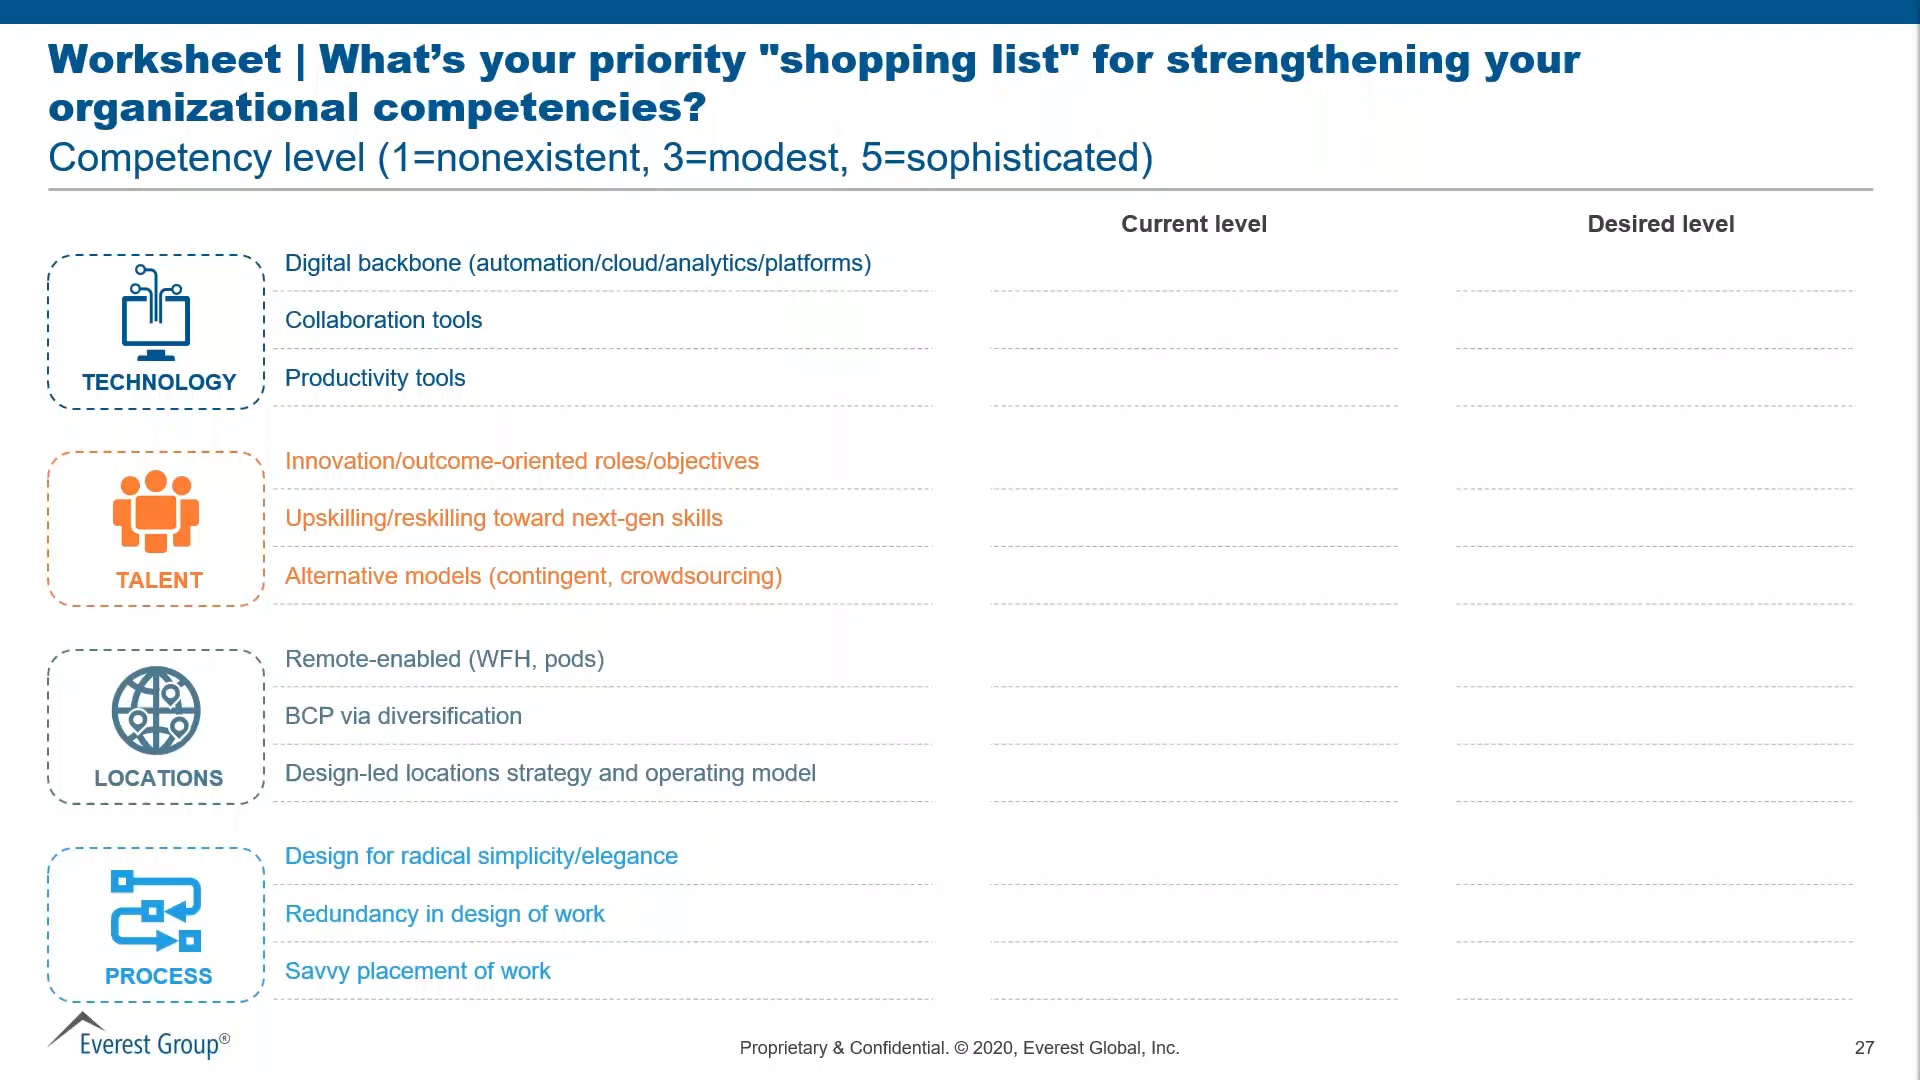 Worksheet | What’s your priority "shopping list" for strengthening your
organizational competencies?
Competency level (1=nonexistent, 3=modest, 5=sophisticated)
Current level
Desired level
TECHNOLOGY
Digital backbone (automation/cloud/analytics/platforms)
Collaboration tools
Productivity tools
TALENT
Innovation/outcome-oriented roles/objectives
Upskilling/reskilling toward next-gen skills
Alternative models (contingent, crowdsourcing)
LOCATIONS
Remote-enabled (WFH, pods)
BCP via diversification
Design-led locations strategy and operating model
PROCESS
Design for radical simplicity/elegance
Redundancy in design of work
Savvy placement of work
Everest Group®
Proprietary & Confidential. © 2020, Everest Global, Inc.
27